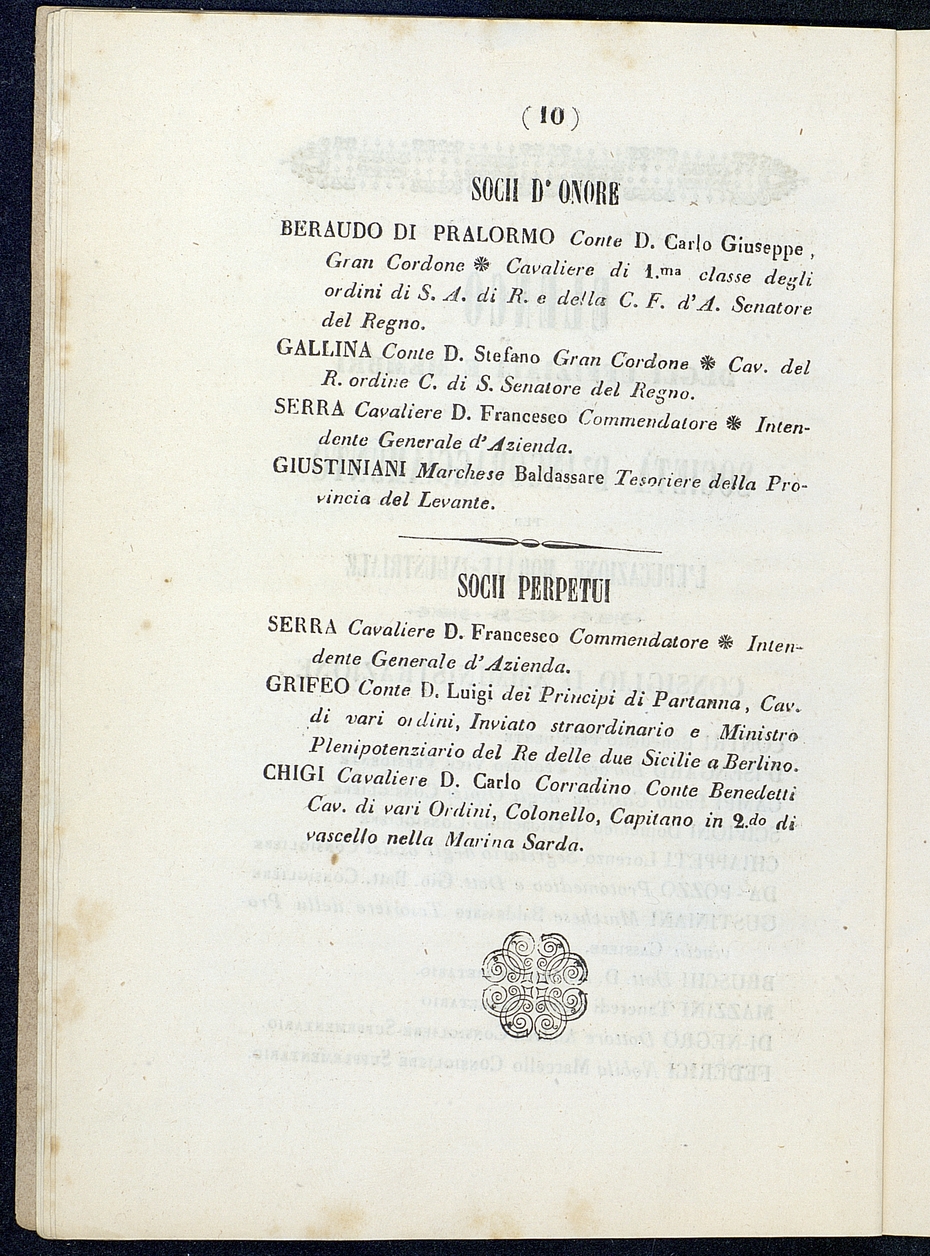 ( 10 )
SOCII D' ONORE
BERAUDO DI PRALORMO Conte D. Carlo Giuseppe,
Gran Cordone ❋ Cavaliere di 1.ma classe degli
ordini di S. A. di R. e della C. F. d'A. Senatore
del Regno.
GALLINA Conte D. Stefano Gran Cordone ❋ Cav. del
R. ordine C. di S. Senatore del Regno.
SERRA Cavaliere D. Francesco Commendatore ❋ Inten-
dente Generale d'Azienda.
GIUSTINIANI Marchese Baldassare Tesoriere della Pro-
vincia del Levante.
SOCII PERPETUI
SERRA Cavaliere D. Francesco Commendatore ❋ Inten-
dente Generale d'Azienda.
GRIFEO Conte D. Luigi dei Principi di Partanna, Cav.
di vari ordini, Inviato straordinario e Ministro
Plenipotenziario del Re delle due Sicilie a Berlino.
CHIGI Cavaliere D. Carlo Corradino Conte Benedetti
Cav. di vari Ordini, Colonello, Capitano in 2.do di
vascello nella Marina Sarda.